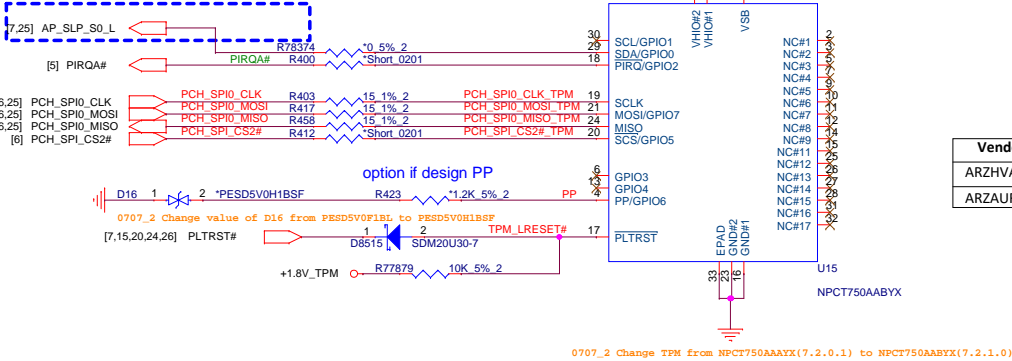 7,25] AP_SLP_S0_L
R78374 *0_5%_2
[5] PIRQA# PIRQA# R400 *Short_0201
6,25] PCH_SPI0_CLK PCH_SPI0_CLK R403 15_1%_2 PCH_SPI0_CLK_TPM
6,25] PCH_SPI0_MOSI PCH_SPI0_MOSI R417 15_1%_2 PCH_SPI0_MOSI_TPM
6,25] PCH_SPI0_MISO PCH_SPI0_MISO R458 15_1%_2 PCH_SPI0_MISO_TPM
[6] PCH_SPI_CS2# PCH_SPI_CS2# R412 *Short_0201 PCH_SPI_CS2#_TPM
option if design PP
D16 1 2 *PESD5V0H1BSF R423 *1.2K_5%_2 PP
0707_2 Change value of D16 from PESD5V0F1BL to PESD5V0H1BSF
[7,15,20,24,26] PLTRST# 1 2 TPM_LRESET#
D8515 SDM20U30-7
+1.8V_TPM R77879 10K_5%_2
VHIO#2
VHIO#1
VSB
30 SCL/GPIO1
29 SDA/GPIO0
18 PIRQ/GPIO2
19 SCLK
21 MOSI/GPIO7
24 MISO
20 SCS/GPIO5
6 GPIO3
13 GPIO4
4 PP/GPIO6
17 PLTRST
NC#1 2
NC#2 3
NC#3 5
NC#4 7
NC#5 9
NC#6 10
NC#7 11
NC#8 12
NC#9 14
NC#11 15
NC#12 25
NC#13 26
NC#14 27
NC#15 28
NC#16 31
NC#17 32
EPAD
GND#2
GND#1
33
23
16
U15
NPCT750AABYX
0707_2 Change TPM from NPCT750AAAYX(7.2.0.1) to NPCT750AABYX(7.2.1.0)
Vend
ARZHVA
ARZAUF